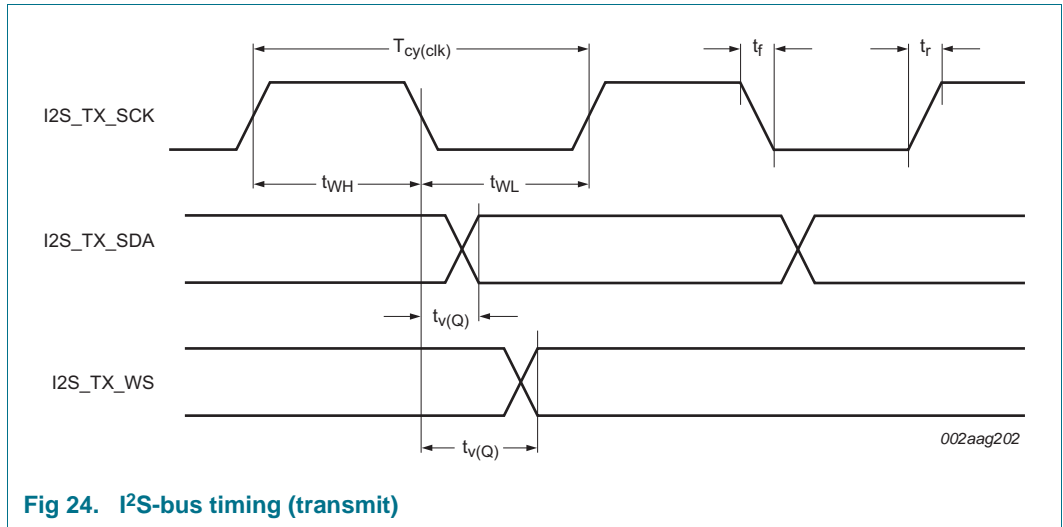 T_cy(clk) t_f t_r
I2S_TX_SCK
t_WH t_WL
I2S_TX_SDA
t_v(Q)
I2S_TX_WS
t_v(Q)
002aag202
Fig 24. I²S-bus timing (transmit)